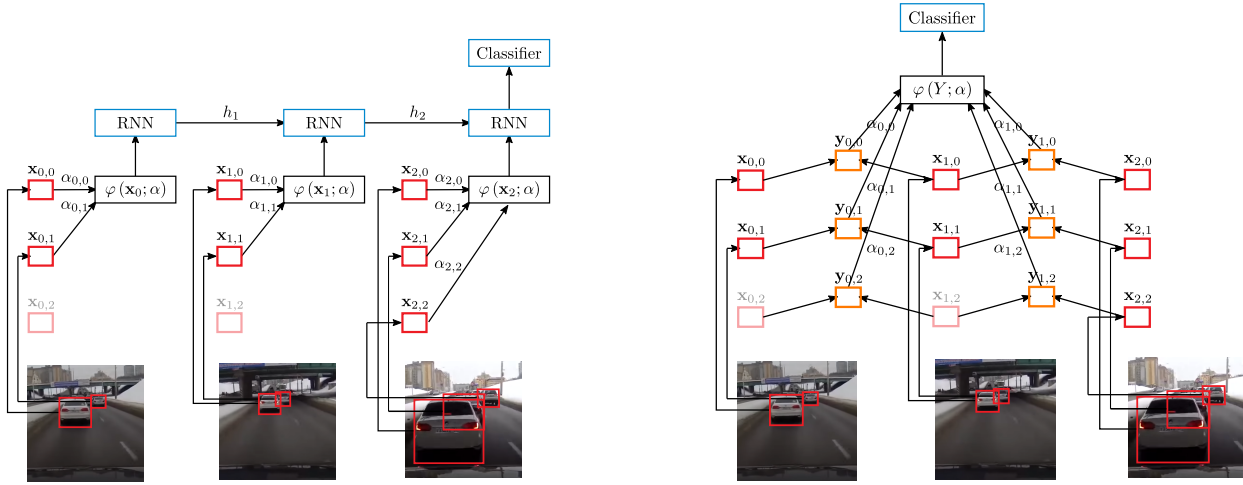 Classifier
RNN
h₁
RNN
h₂
RNN
x₀,₀
α₀,₀
φ (x₀; α)
x₁,₀
α₁,₀
φ (x₁; α)
x₂,₀
α₂,₀
φ (x₂; α)
α₀,₁
α₁,₁
α₂,₁
x₀,₁
x₁,₁
x₂,₁
α₂,₂
x₀,₂
x₁,₂
x₂,₂
Classifier
φ (Y; α)
α₀,₀
α₁,₀
y₀,₀
y₁,₀
x₀,₀
x₁,₀
x₂,₀
α₀,₁
α₁,₁
y₀,₁
y₁,₁
x₀,₁
x₁,₁
x₂,₁
α₀,₂
α₁,₂
y₀,₂
y₁,₂
x₀,₂
x₁,₂
x₂,₂